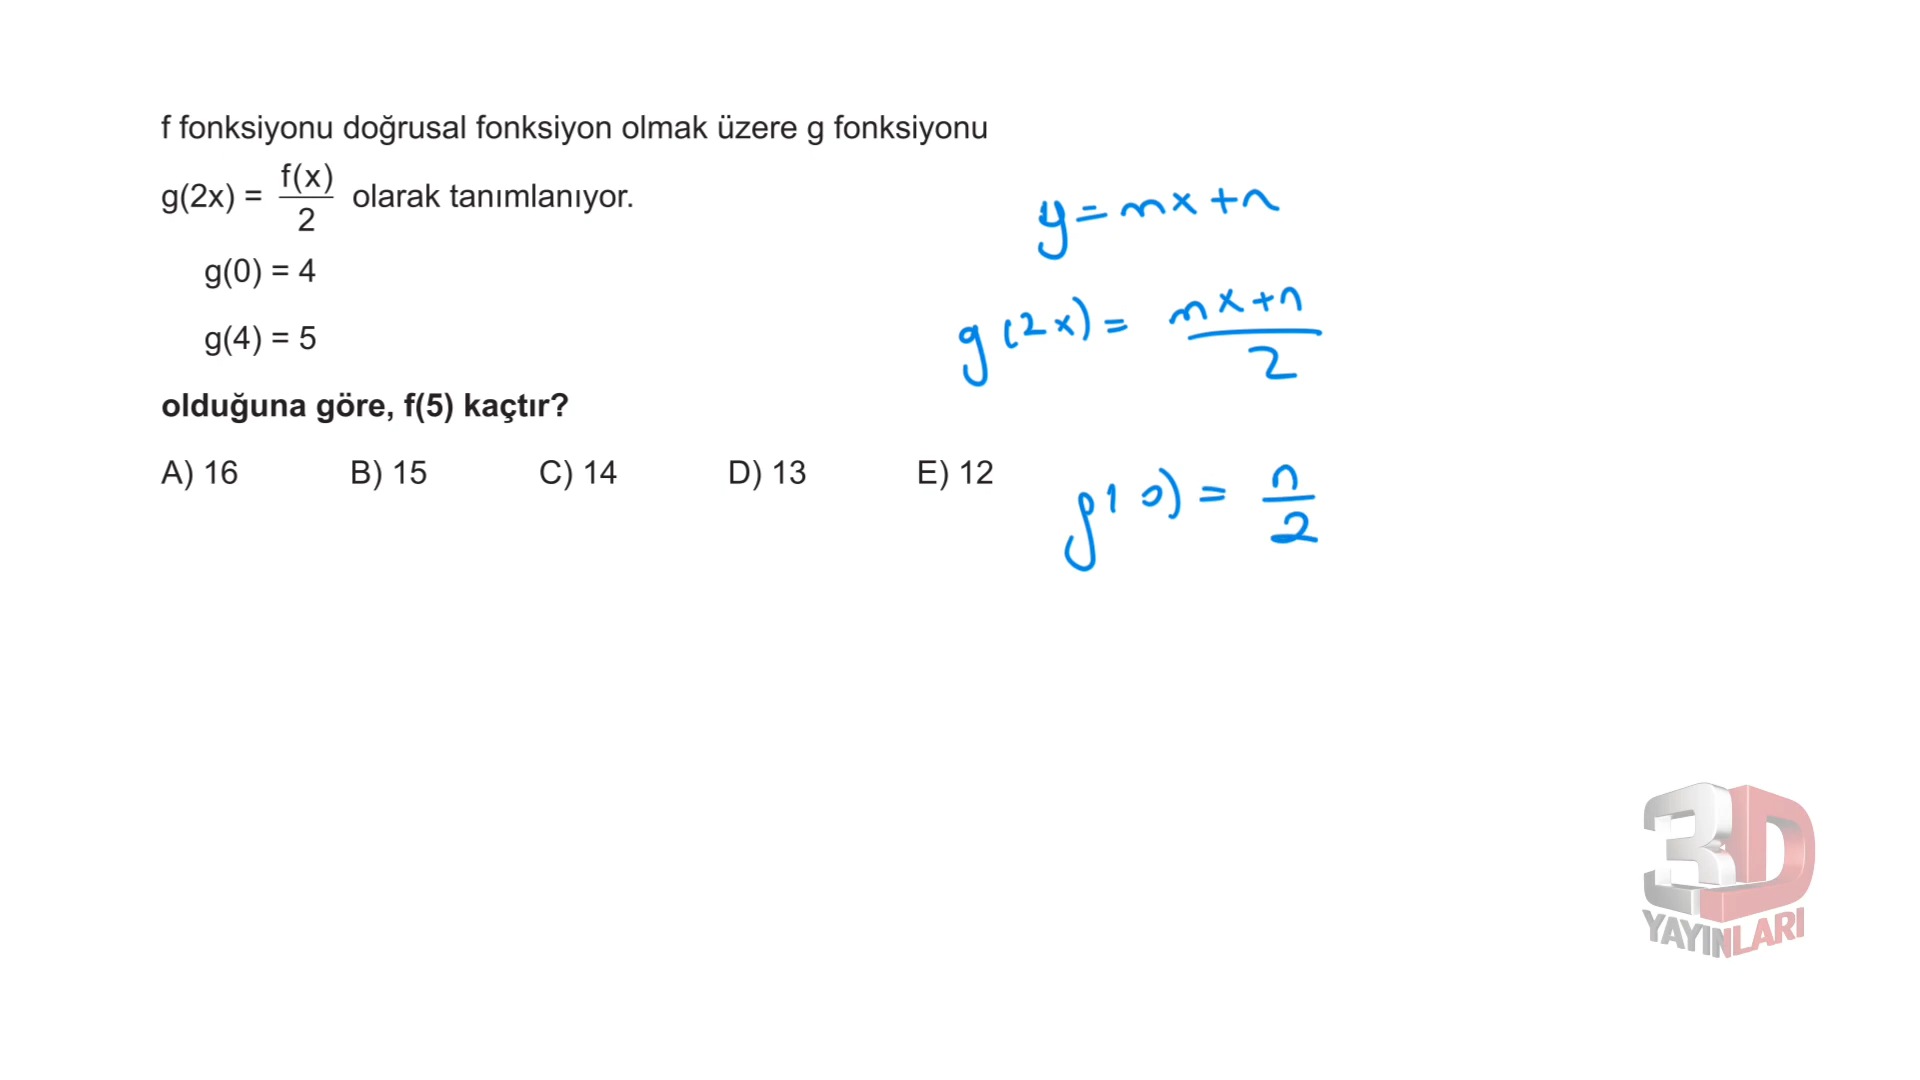 f fonksiyonu doğrusal fonksiyon olmak üzere g fonksiyonu
g(2x) = f(x)/2 olarak tanımlanıyor.
g(0) = 4
g(4) = 5
olduğuna göre, f(5) kaçtır?
A) 16 B) 15 C) 14 D) 13 E) 12
y = mx + n
g(2x) = mx+n/2
g(0) = n/2
3D
YAYINLARI